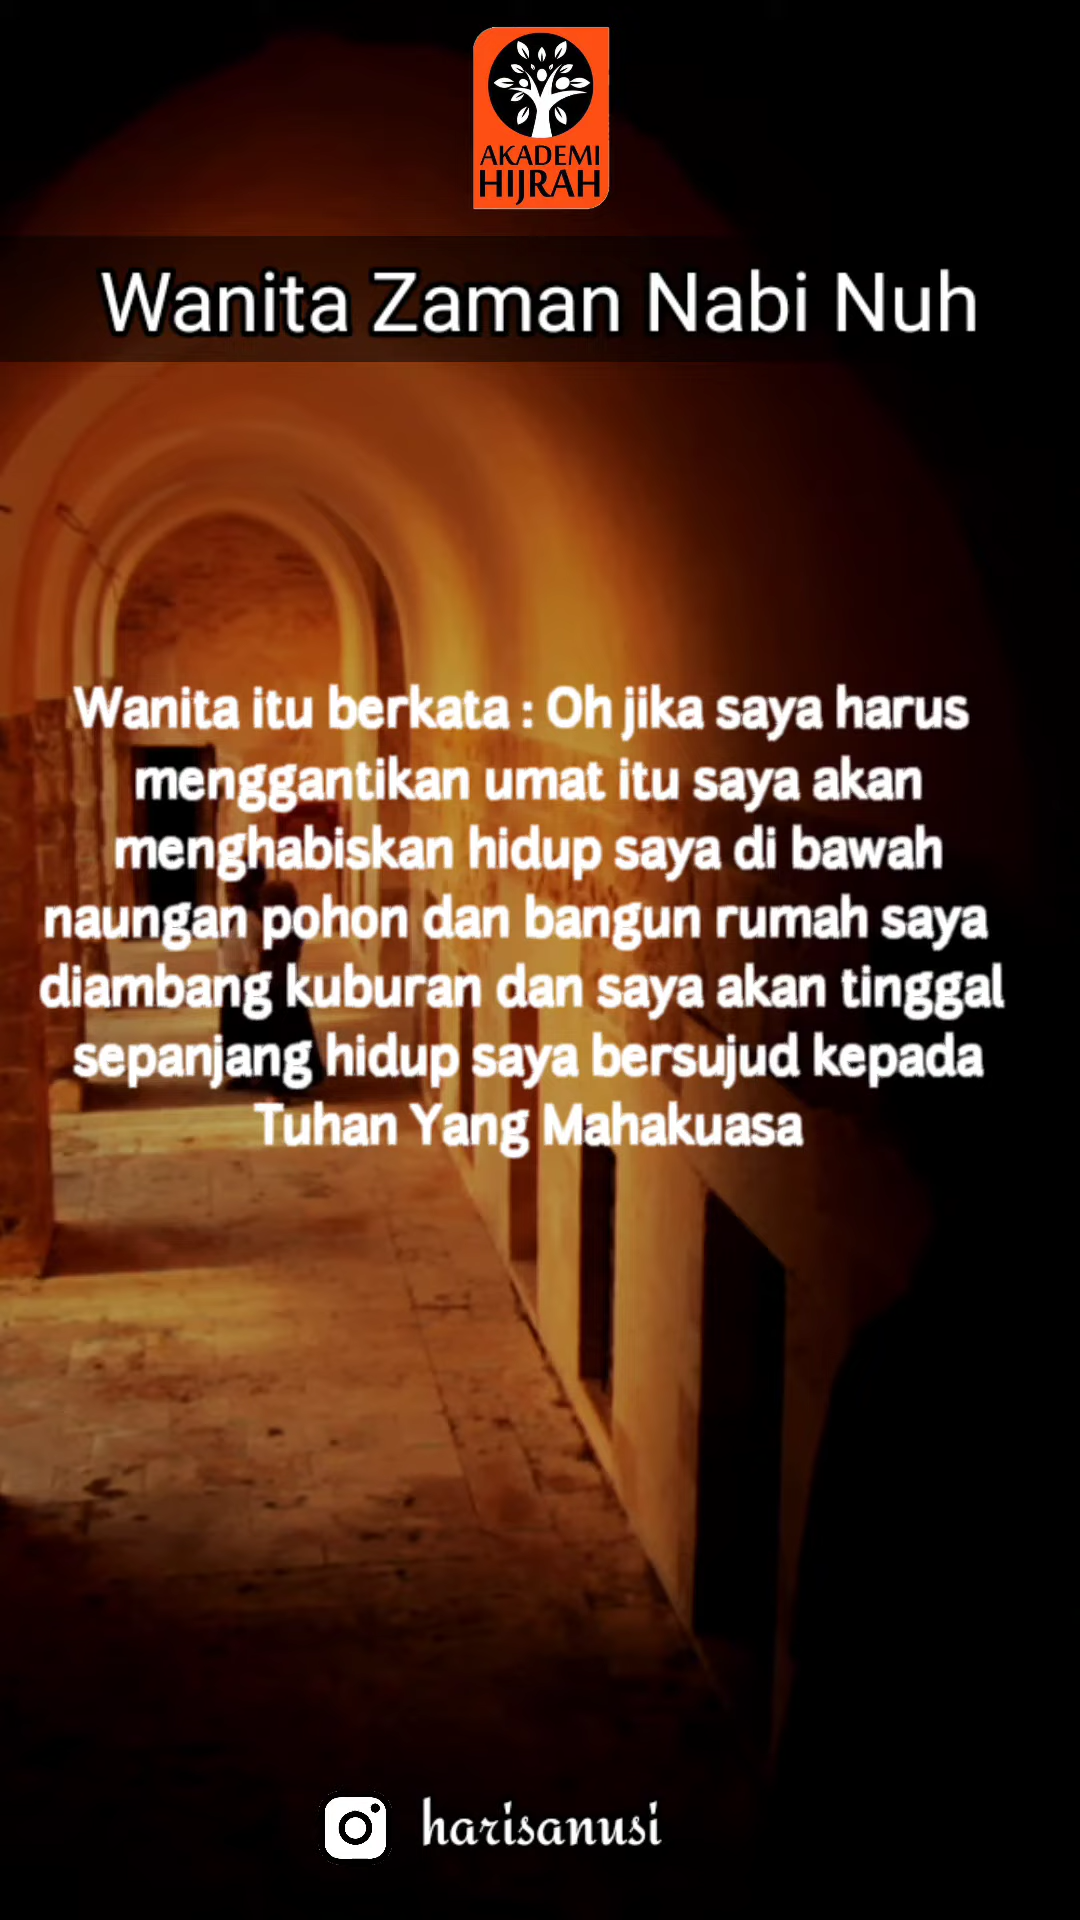 AKADEMI
HIJRAH
Wanita Zaman Nabi Nuh
Wanita itu berkata : Oh jika saya harus
menggantikan umat itu saya akan
menghabiskan hidup saya di bawah
naungan pohon dan bangun rumah saya
diambang kuburan dan saya akan tinggal
sepanjang hidup saya bersujud kepada
Tuhan Yang Mahakuasa
harisanusi